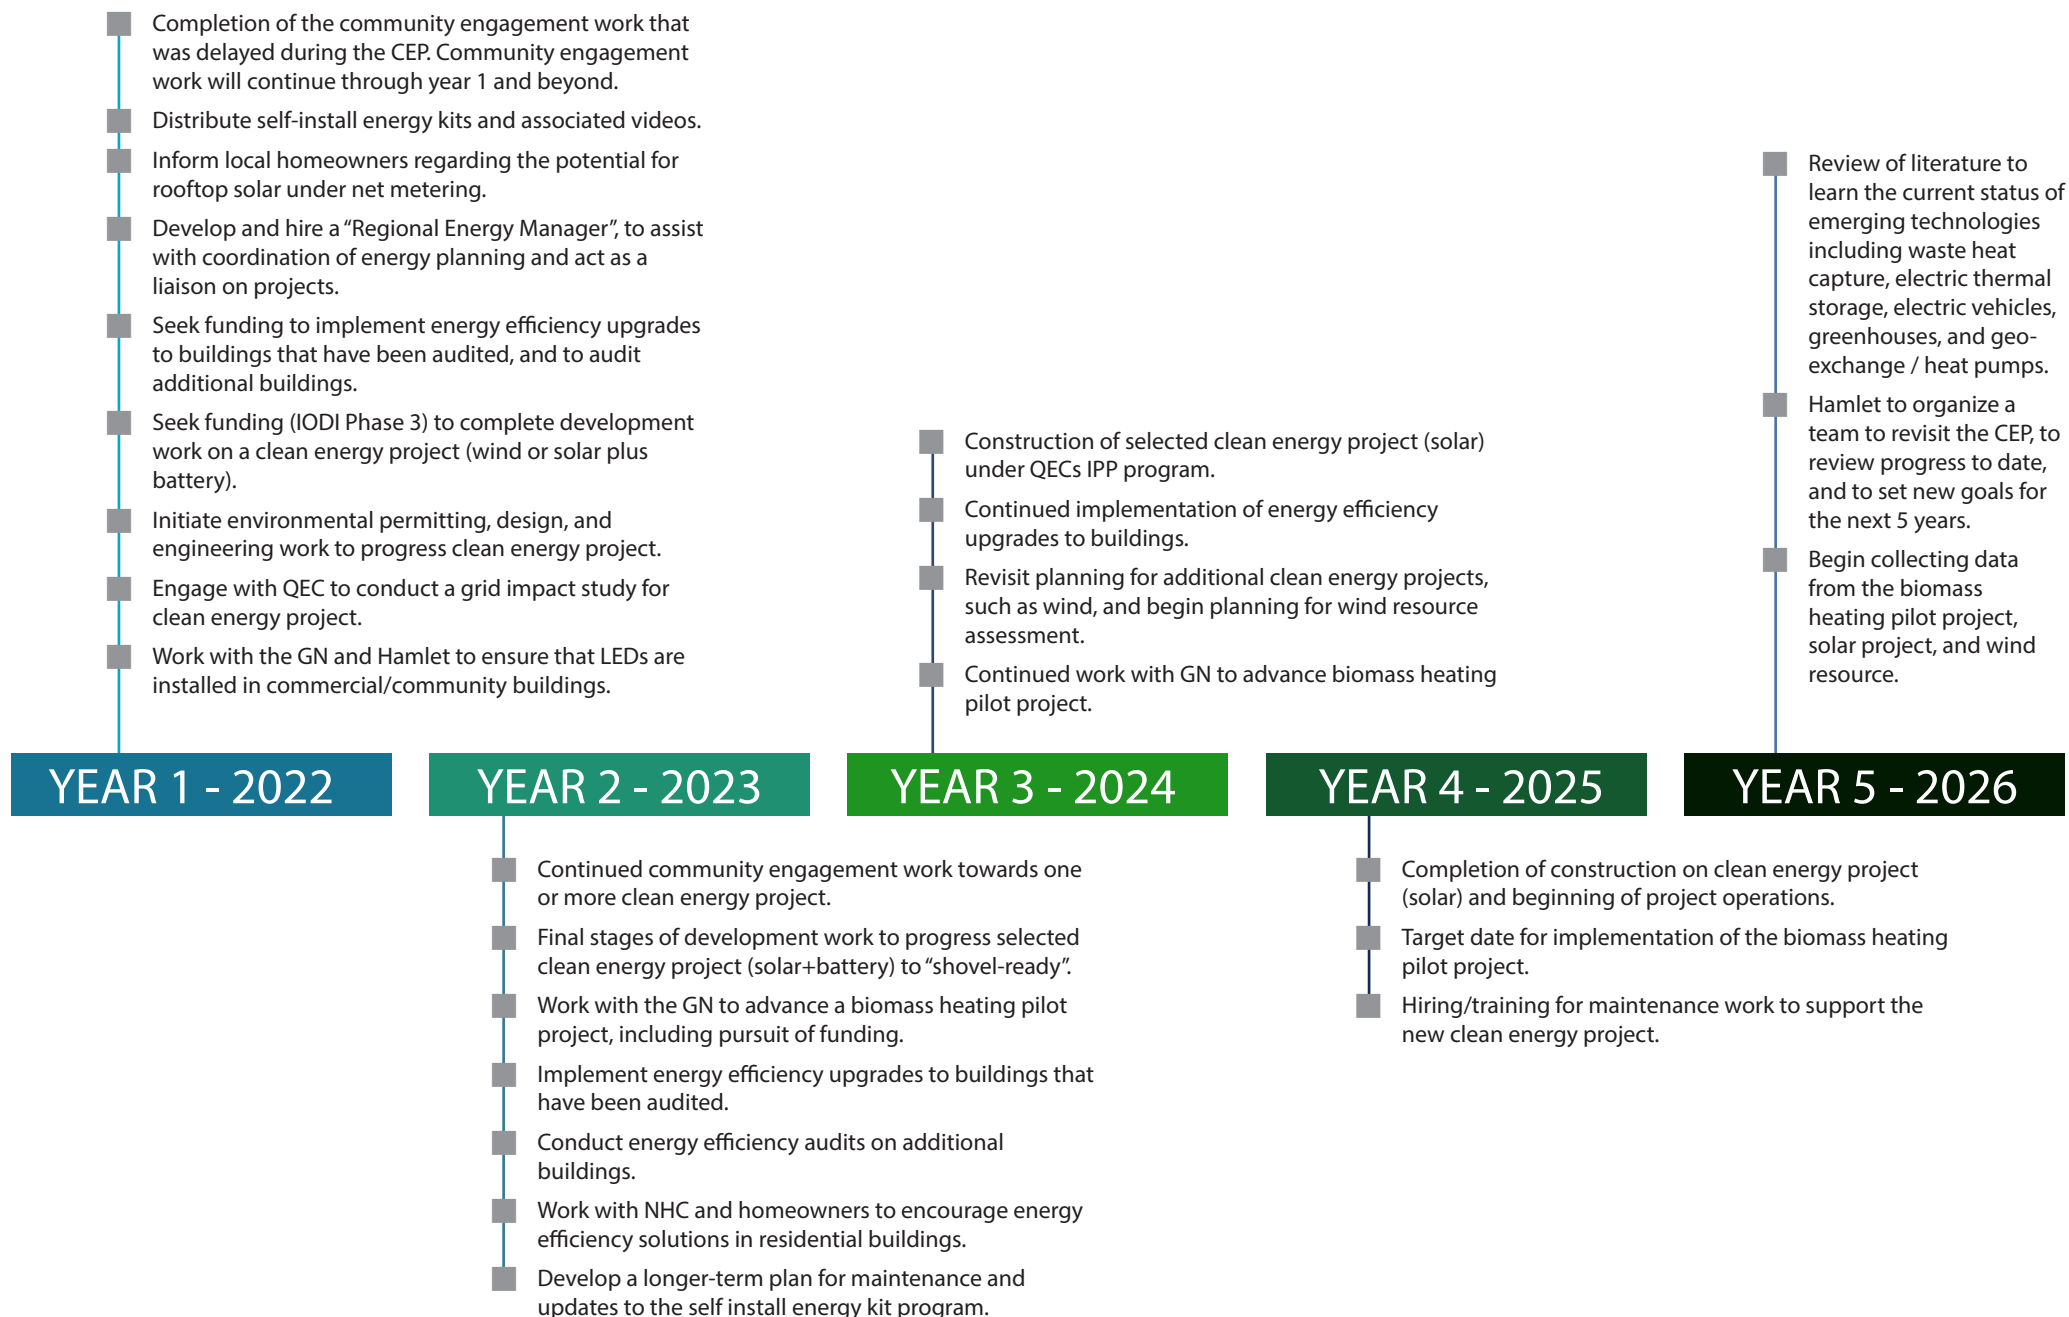 Completion of the community engagement work that
was delayed during the CEP. Community engagement
work will continue through year 1 and beyond.
Distribute self-install energy kits and associated videos.
Inform local homeowners regarding the potential for
rooftop solar under net metering.
Develop and hire a “Regional Energy Manager”, to assist
with coordination of energy planning and act as a
liaison on projects.
Seek funding to implement energy efficiency upgrades
to buildings that have been audited, and to audit
additional buildings.
Seek funding (IODI Phase 3) to complete development
work on a clean energy project (wind or solar plus
battery).
Initiate environmental permitting, design, and
engineering work to progress clean energy project.
Engage with QEC to conduct a grid impact study for
clean energy project.
Work with the GN and Hamlet to ensure that LEDs are
installed in commercial/community buildings.
Construction of selected clean energy project (solar)
under QECs IPP program.
Continued implementation of energy efficiency
upgrades to buildings.
Revisit planning for additional clean energy projects,
such as wind, and begin planning for wind resource
assessment.
Continued work with GN to advance biomass heating
pilot project.
Review of literature to
learn the current status of
emerging technologies
including waste heat
capture, electric thermal
storage, electric vehicles,
greenhouses, and geo-
exchange / heat pumps.
Hamlet to organize a
team to revisit the CEP, to
review progress to date,
and to set new goals for
the next 5 years.
Begin collecting data
from the biomass
heating pilot project,
solar project, and wind
resource.
YEAR 1 - 2022
YEAR 2 - 2023
YEAR 3 - 2024
YEAR 4 - 2025
YEAR 5 - 2026
Continued community engagement work towards one
or more clean energy project.
Final stages of development work to progress selected
clean energy project (solar+battery) to “shovel-ready”.
Work with the GN to advance a biomass heating pilot
project, including pursuit of funding.
Implement energy efficiency upgrades to buildings that
have been audited.
Conduct energy efficiency audits on additional
buildings.
Work with NHC and homeowners to encourage energy
efficiency solutions in residential buildings.
Develop a longer-term plan for maintenance and
updates to the self install energy kit program.
Completion of construction on clean energy project
(solar) and beginning of project operations.
Target date for implementation of the biomass heating
pilot project.
Hiring/training for maintenance work to support the
new clean energy project.